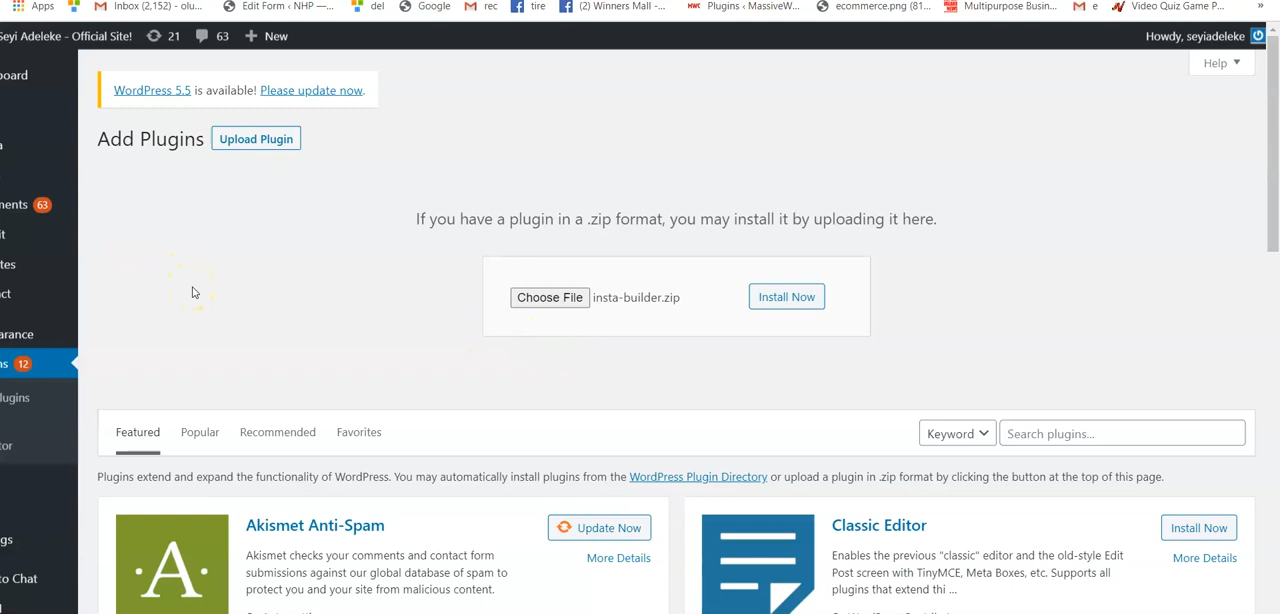 Apps Inbox (2,152) - olu... Edit Form ‹ NHP —... del Google rec tire (2) Winners Mall -... Plugins ‹ MassiveW... ecommerce.png (81... Multipurpose Busin... e Video Quiz Game P... »
Seyi Adeleke - Official Site! 21 63 New Howdy, seyiadeleke
Help
WordPress 5.5 is available! Please update now.
Add Plugins Upload Plugin
If you have a plugin in a .zip format, you may install it by uploading it here.
Choose File insta-builder.zip Install Now
board
a
ments 63
it
tes
ct
arance
ns 12
lugins
tor
gs
to Chat
Featured Popular Recommended Favorites Keyword Search plugins...
Plugins extend and expand the functionality of WordPress. You may automatically install plugins from the WordPress Plugin Directory or upload a plugin in .zip format by clicking the button at the top of this page.
A
Akismet Anti-Spam Update Now
More Details
Akismet checks your comments and contact form
submissions against our global database of spam to
protect you and your site from malicious content.
Classic Editor Install Now
More Details
Enables the previous "classic" editor and the old-style Edit
Post screen with TinyMCE, Meta Boxes, etc. Supports all
plugins that extend thi ...